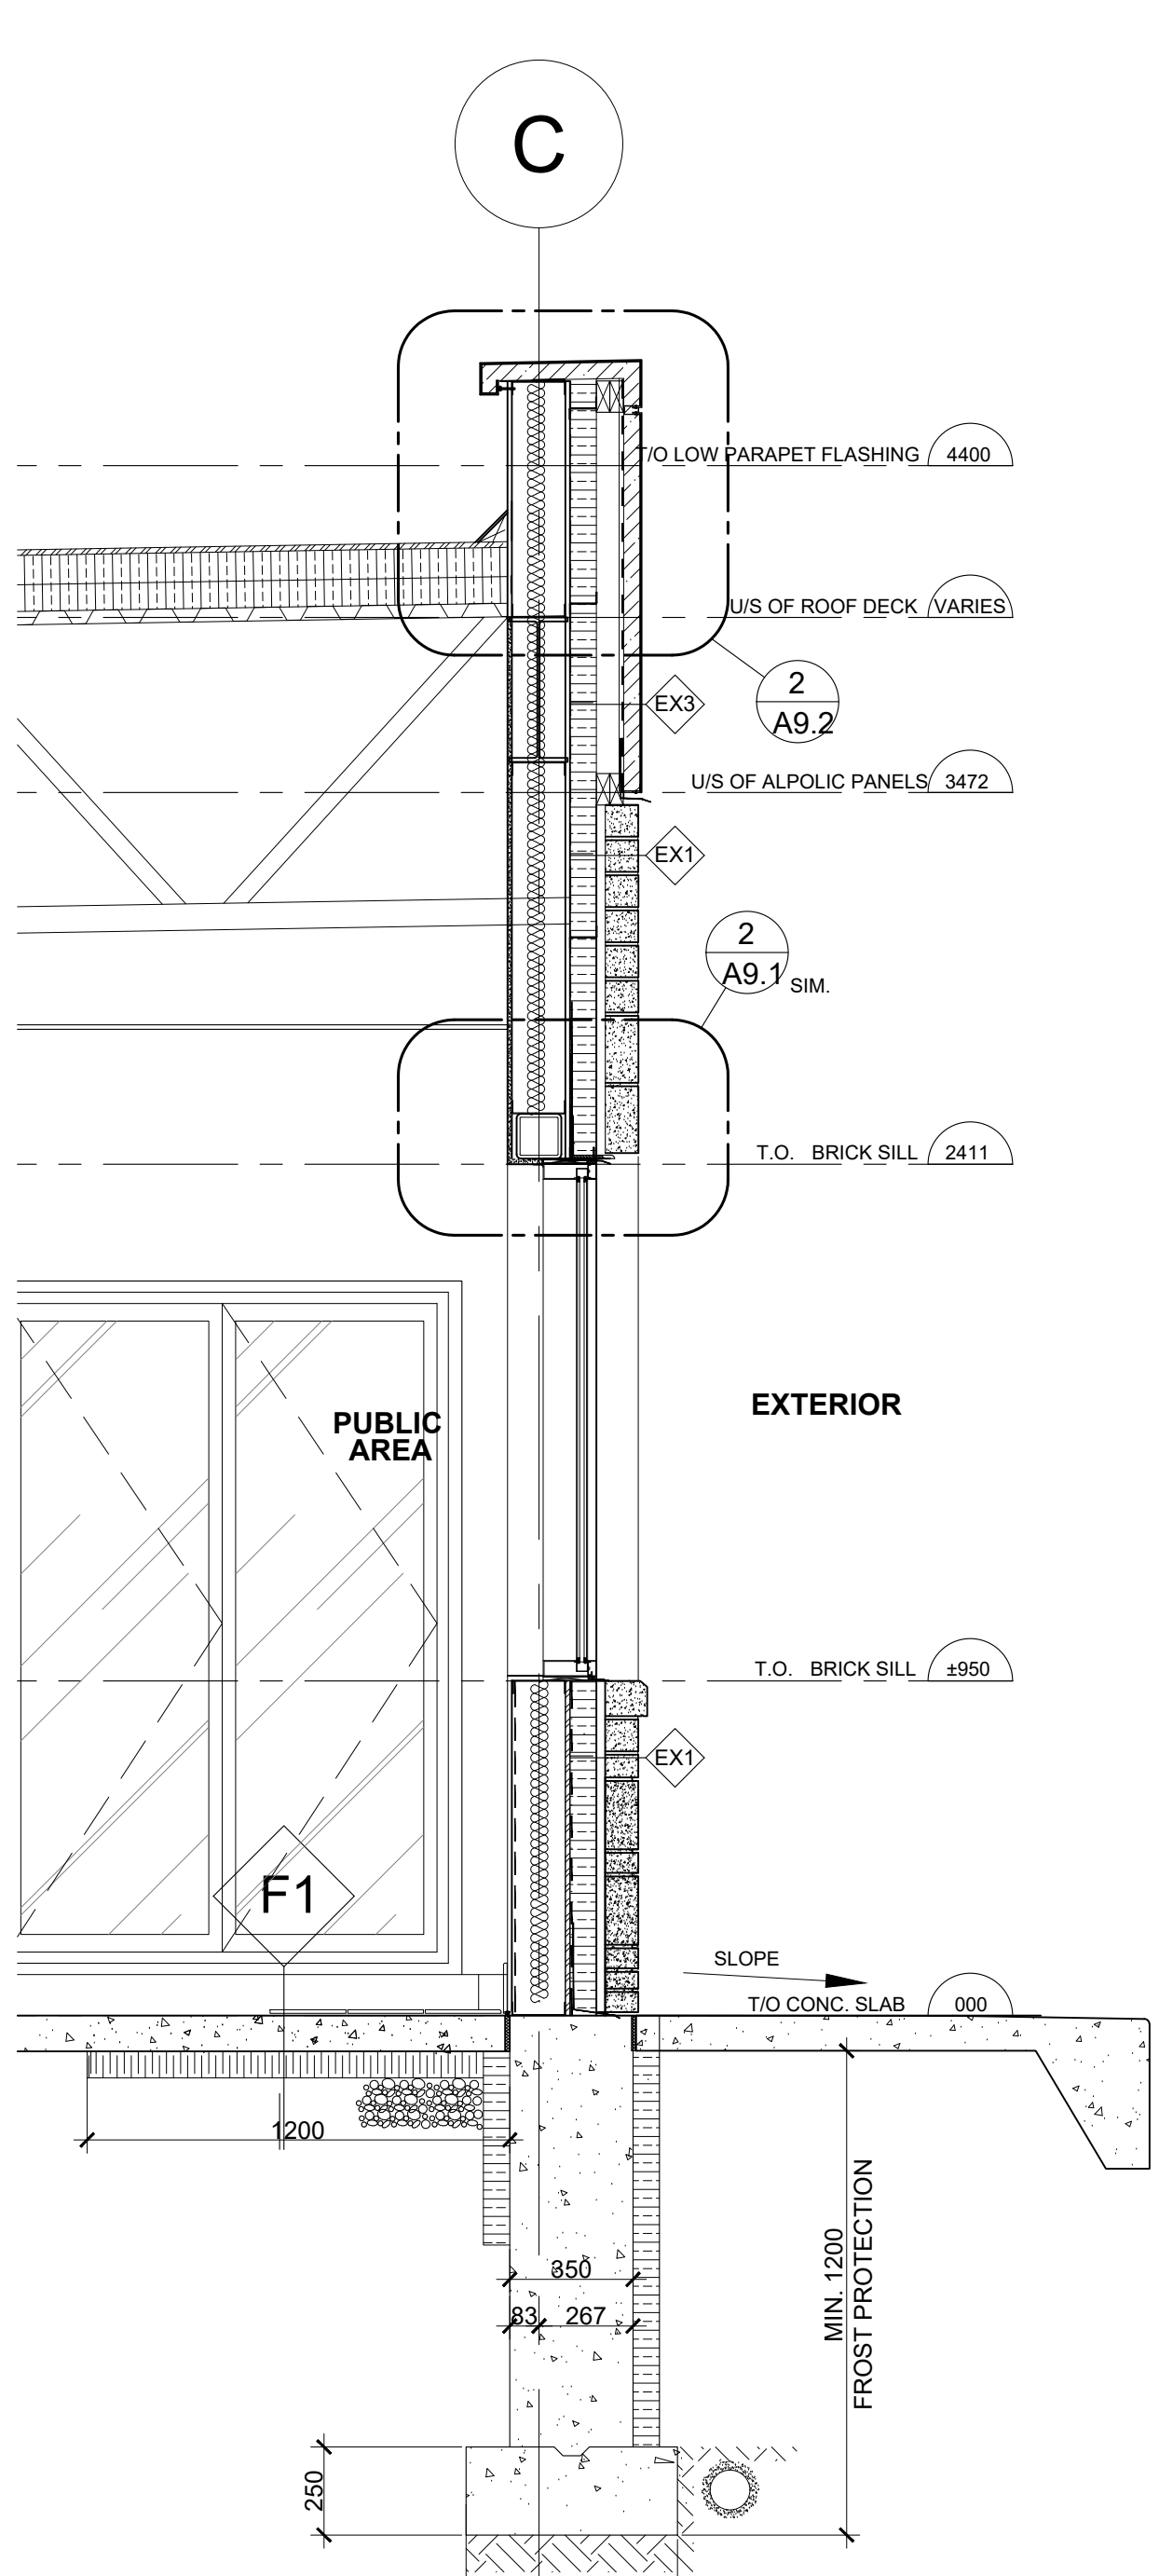 C
T/O LOW PARAPET FLASHING 4400
U/S OF ROOF DECK VARIES
2
A9.2
EX3
U/S OF ALPOLIC PANELS 3472
EX1
2
A9.1 SIM.
T.O. BRICK SILL 2411
PUBLIC
AREA
EXTERIOR
T.O. BRICK SILL ±950
EX1
F1
SLOPE
T/O CONC. SLAB 000
1200
350
83 267
MIN. 1200
FROST PROTECTION
250